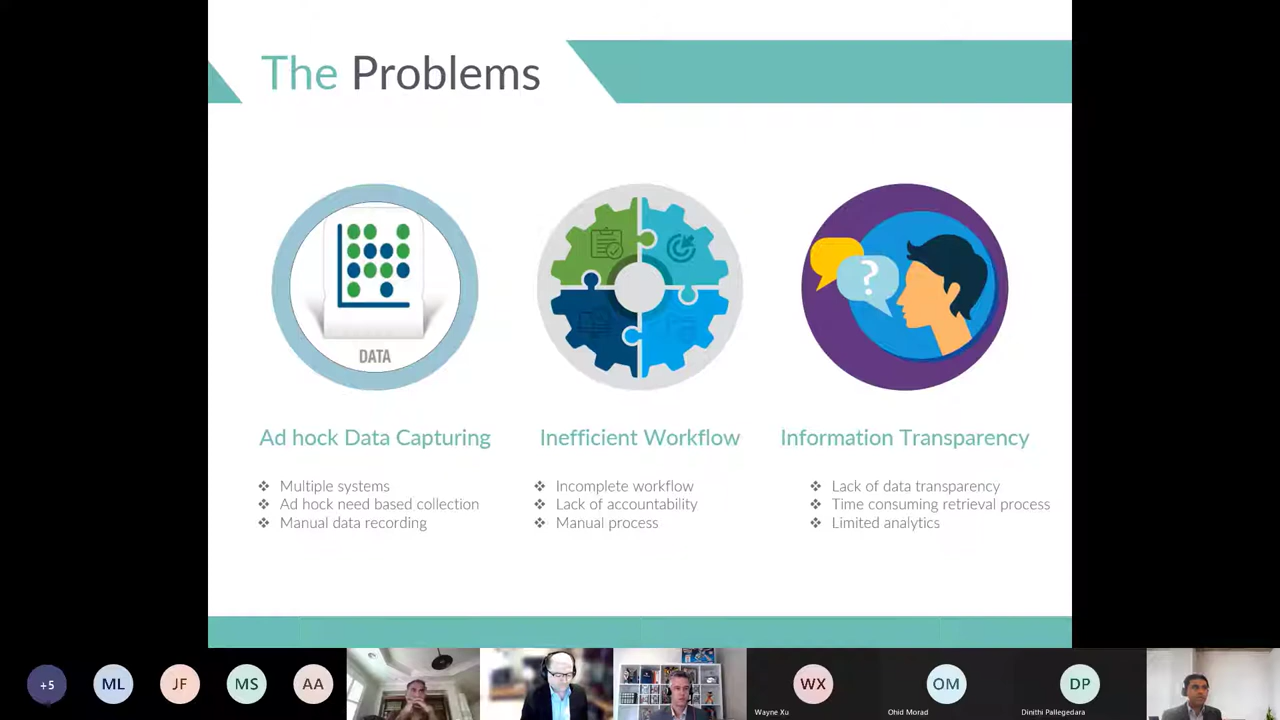 The Problems
DATA
?
Ad hock Data Capturing
❖ Multiple systems
❖ Ad hock need based collection
❖ Manual data recording
Inefficient Workflow
❖ Incomplete workflow
❖ Lack of accountability
❖ Manual process
Information Transparency
❖ Lack of data transparency
❖ Time consuming retrieval process
❖ Limited analytics
+5
ML
JF
MS
AA
WX
Wayne Xu
OM
Ohid Morad
DP
Dinithi Pallegedara